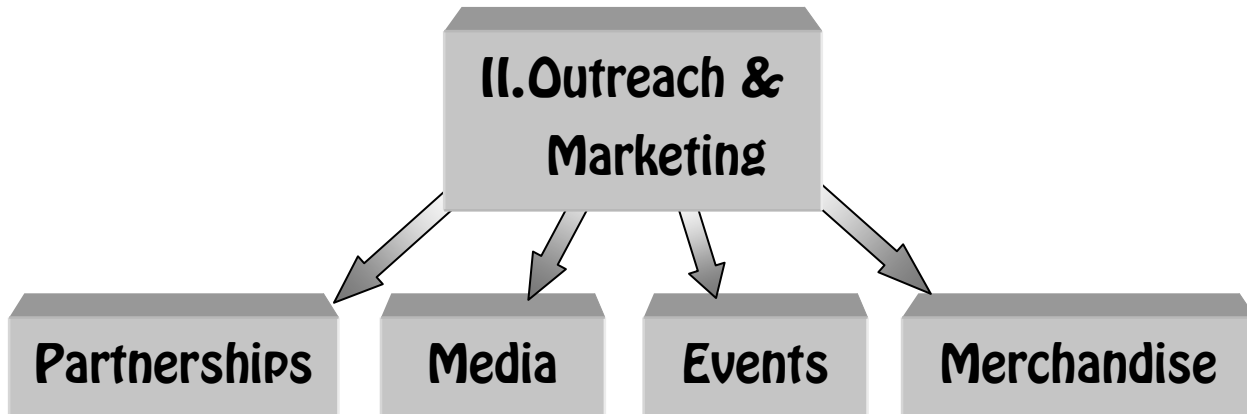 II.Outreach &
Marketing
Partnerships
Media
Events
Merchandise